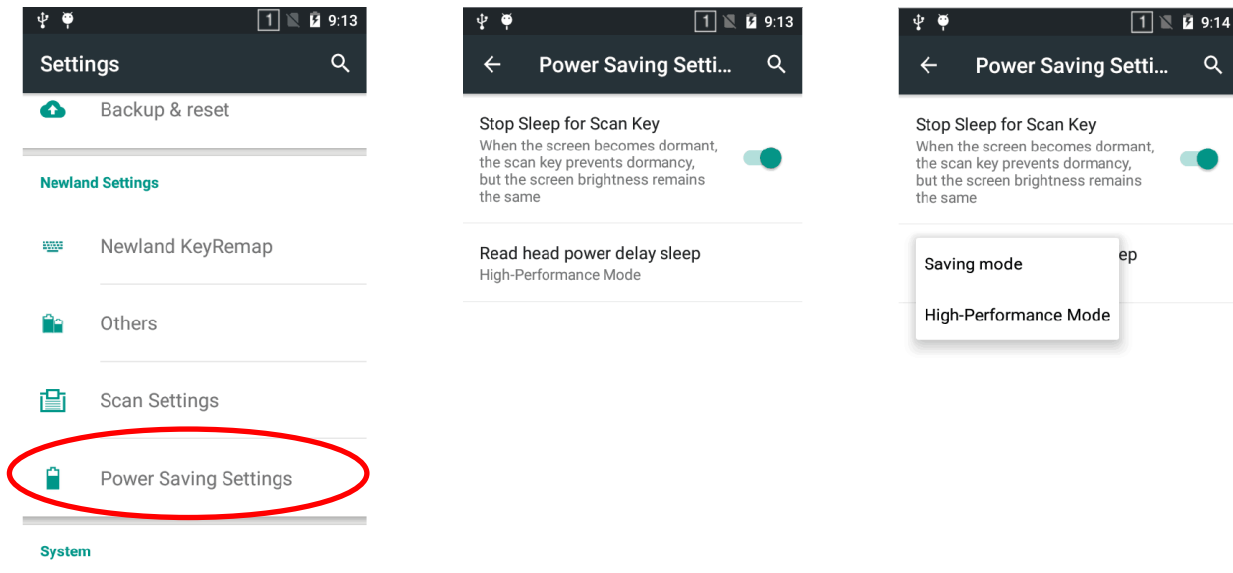 1 9:13
Settings
Backup & reset
Newland Settings
Newland KeyRemap
Others
Scan Settings
Power Saving Settings
System
1 9:13
Power Saving Setti...
Stop Sleep for Scan Key
When the screen becomes dormant,
the scan key prevents dormancy,
but the screen brightness remains
the same
Read head power delay sleep
High-Performance Mode
1 9:14
Power Saving Setti...
Stop Sleep for Scan Key
When the screen becomes dormant,
the scan key prevents dormancy,
but the screen brightness remains
the same
ep
Saving mode
High-Performance Mode